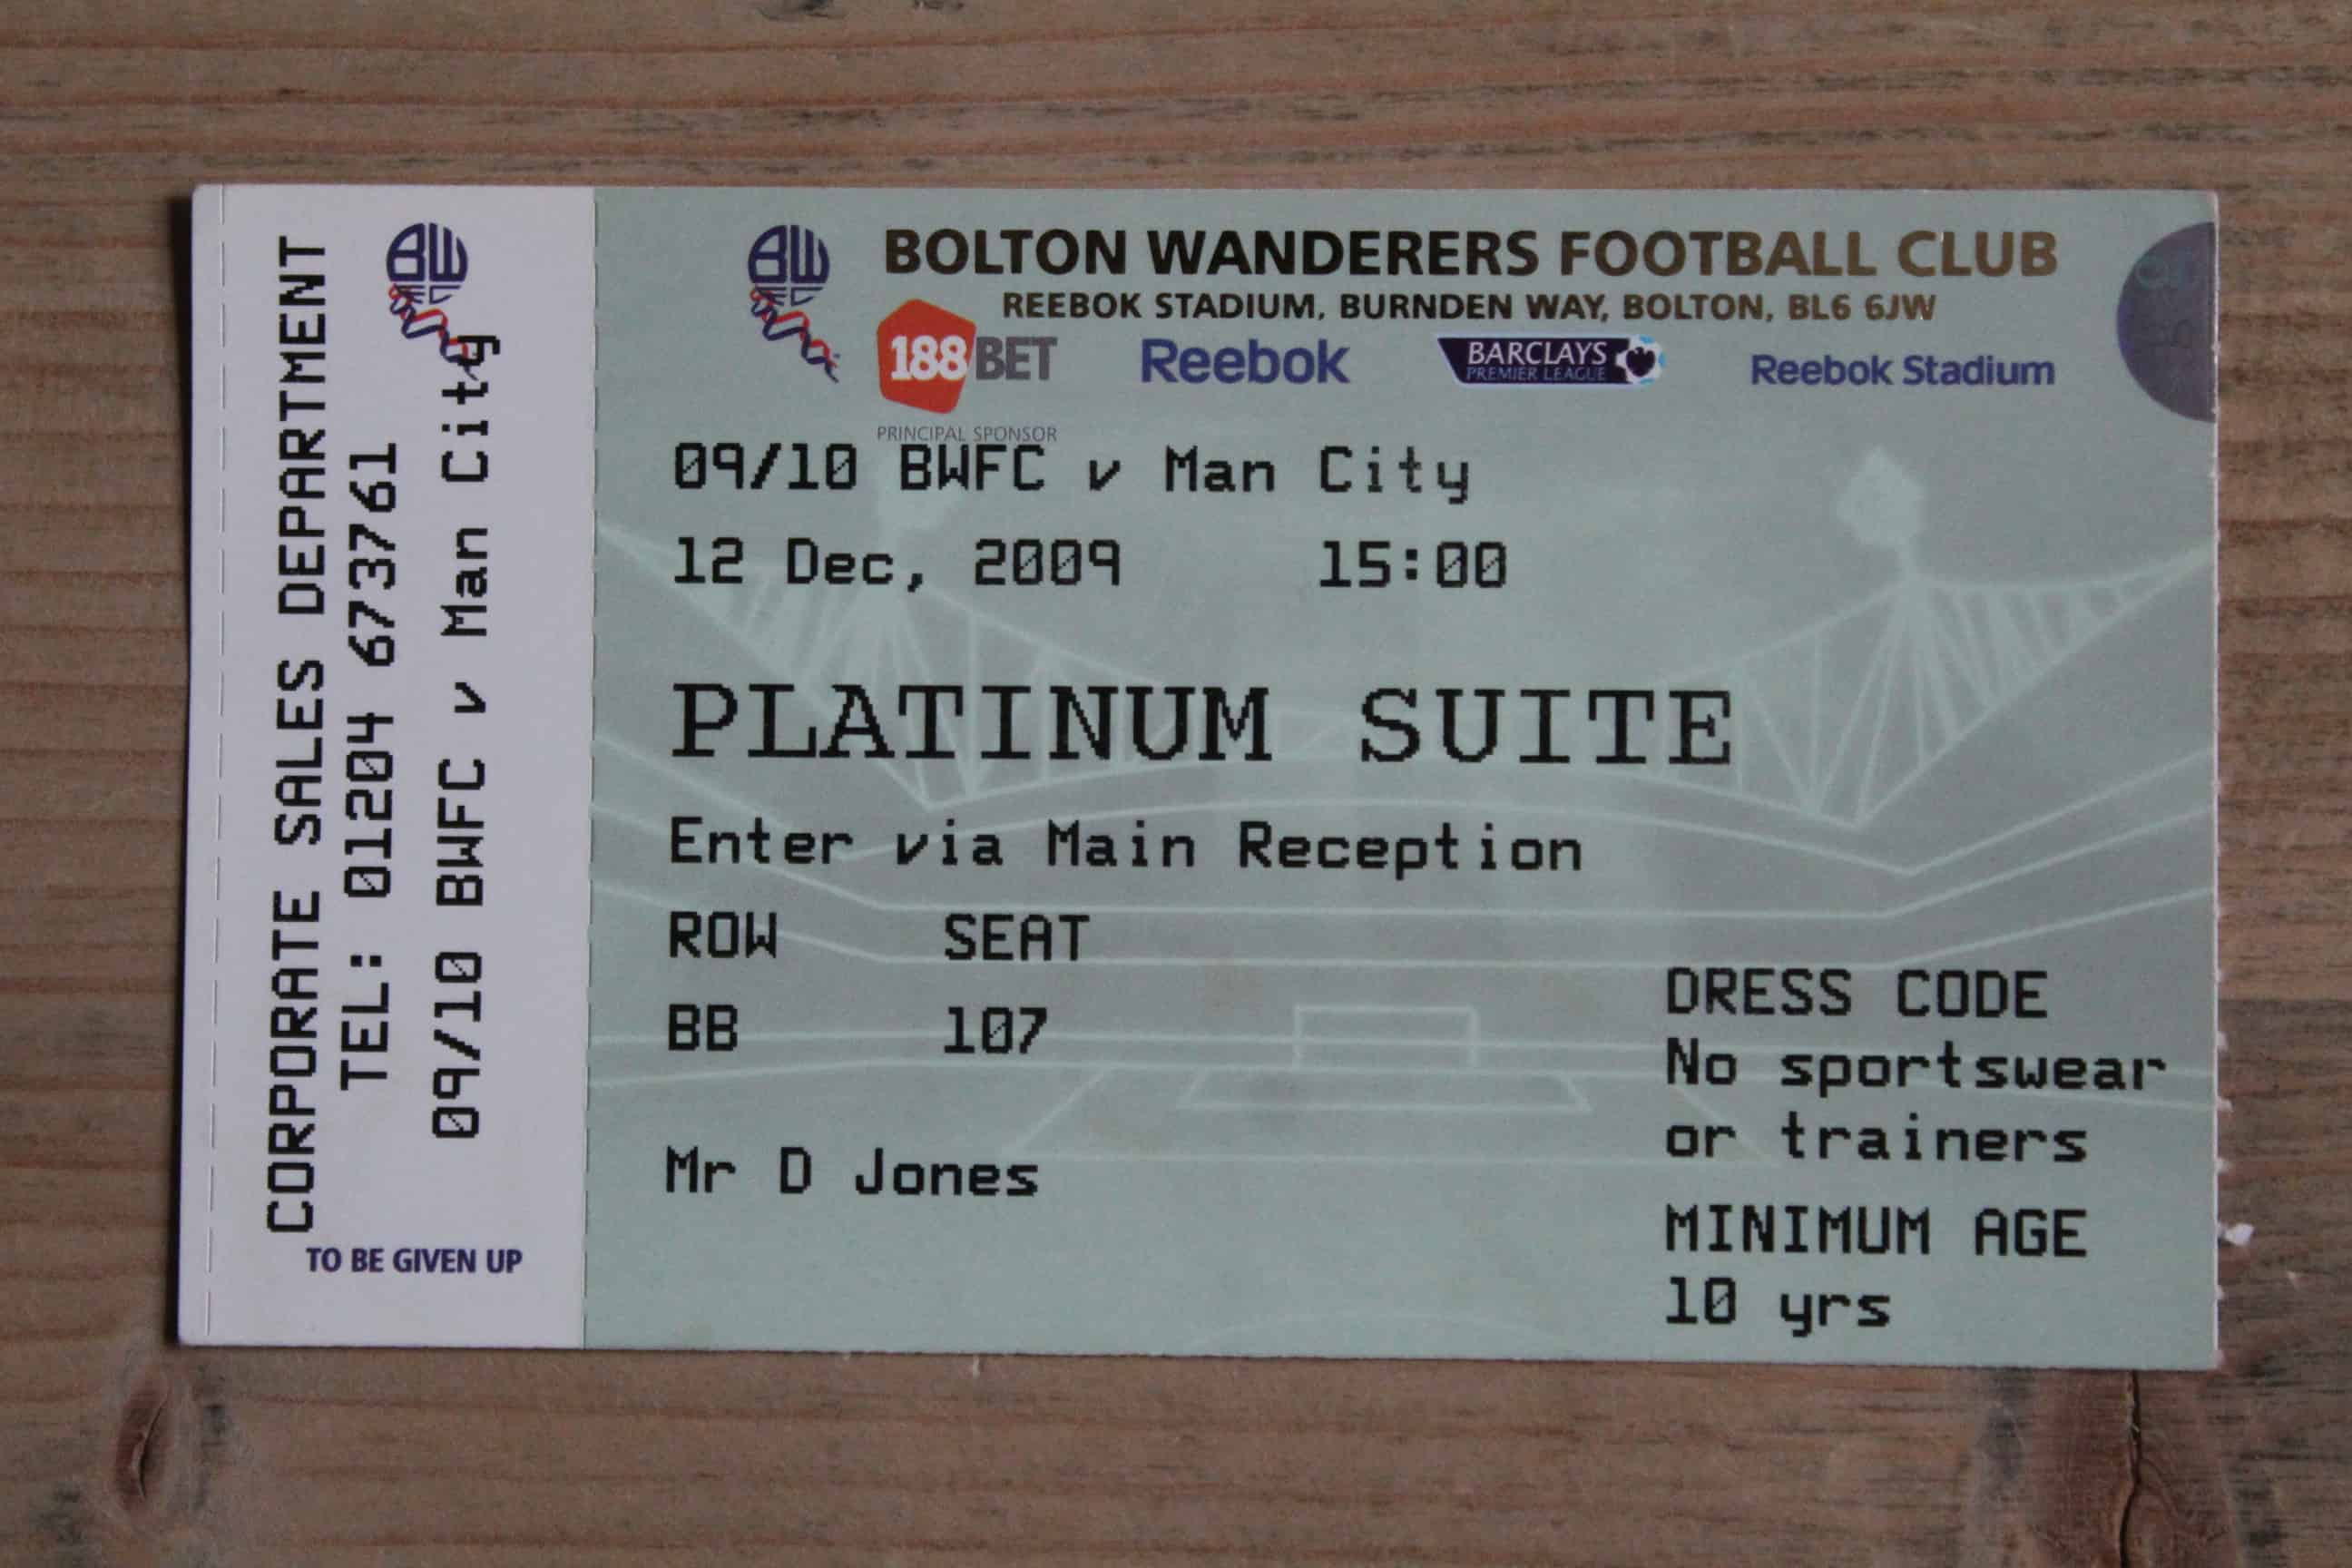 CORPORATE SALES DEPARTMENT
TEL: 01204 673761
09/10 BWFC v Man City
TO BE GIVEN UP
BW
BW
BOLTON WANDERERS FOOTBALL CLUB
REEBOK STADIUM, BURNDEN WAY, BOLTON, BL6 6JW
188BET
PRINCIPAL SPONSOR
Reebok
BARCLAYS
PREMIER LEAGUE
Reebok Stadium
09/10 BWFC v Man City
12 Dec, 2009 15:00
PLATINUM SUITE
Enter via Main Reception
ROW SEAT
BB 107
Mr D Jones
DRESS CODE
No sportswear
or trainers
MINIMUM AGE
10 yrs